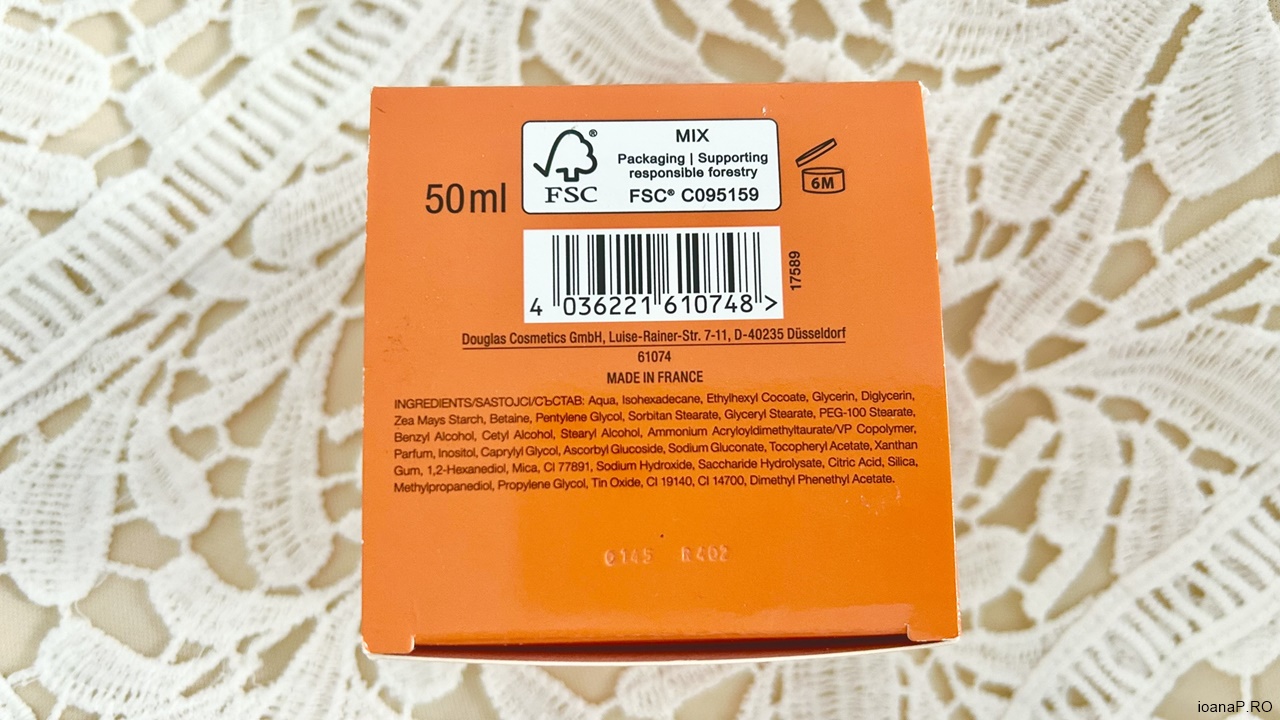 MIX
Packaging | Supporting
responsible forestry
FSC® C095159
®
FSC
50ml
6M
4 036221 610748 >
17589
Douglas Cosmetics GmbH, Luise-Rainer-Str. 7-11, D-40235 Düsseldorf
61074
MADE IN FRANCE
INGREDIENTS/SASTOJCI/СЪСТАВ: Aqua, Isohexadecane, Ethylhexyl Cocoate, Glycerin, Diglycerin,
Zea Mays Starch, Betaine, Pentylene Glycol, Sorbitan Stearate, Glyceryl Stearate, PEG-100 Stearate,
Benzyl Alcohol, Cetyl Alcohol, Stearyl Alcohol, Ammonium Acryloyldimethyltaurate/VP Copolymer,
Parfum, Inositol, Caprylyl Glycol, Ascorbyl Glucoside, Sodium Gluconate, Tocopheryl Acetate, Xanthan
Gum, 1,2-Hexanediol, Mica, CI 77891, Sodium Hydroxide, Saccharide Hydrolysate, Citric Acid, Silica,
Methylpropanediol, Propylene Glycol, Tin Oxide, CI 19140, CI 14700, Dimethyl Phenethyl Acetate.
0145 R402
ioanaP.RO